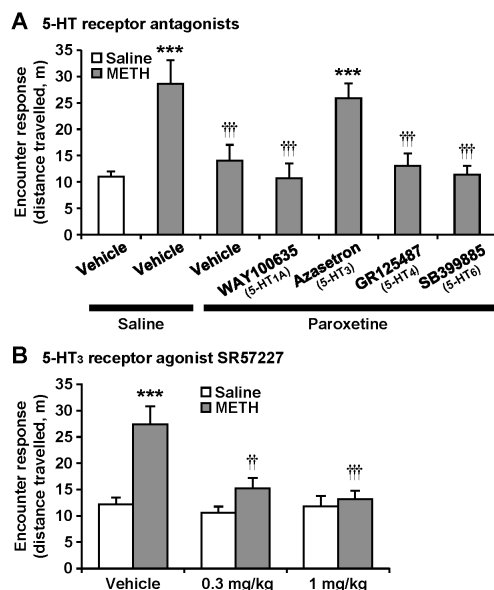 A 5-HT receptor antagonists
Encounter response
(distance travelled, m)
35
30
25
20
15
10
5
0
Saline
METH
***
†††
†††
***
†††
†††
Vehicle
Vehicle
Vehicle
WAY100635
(5-HT1A)
Azasetron
(5-HT3)
GR125487
(5-HT4)
SB399885
(5-HT6)
Saline
Paroxetine
B 5-HT3 receptor agonist SR57227
Encounter response
(distance travelled, m)
35
30
25
20
15
10
5
0
Saline
METH
***
††
†††
Vehicle
0.3 mg/kg
1 mg/kg